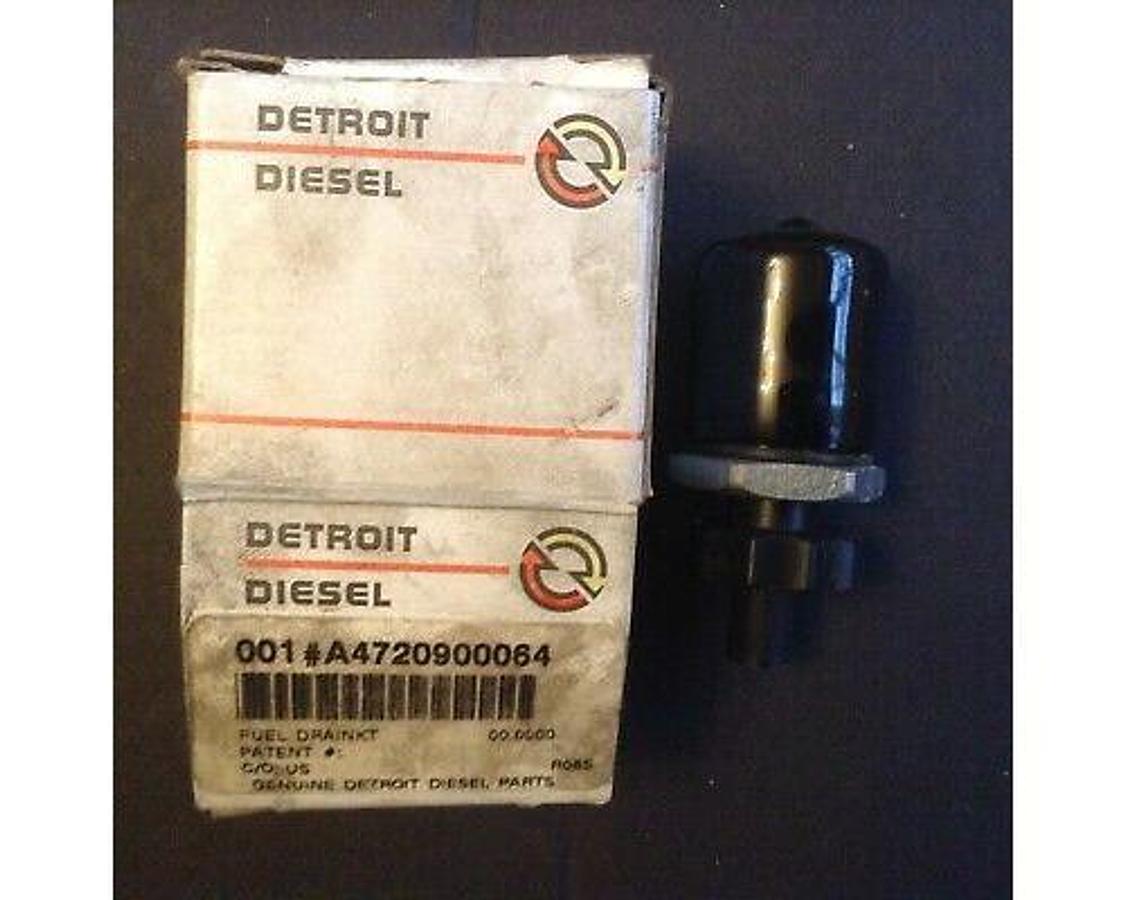 DETROIT
DIESEL
DETROIT
DIESEL
001#A4720900064
FUEL DRAINKT 00.0000
PATENT #:
C/O: US R085
GENUINE DETROIT DIESEL PARTS